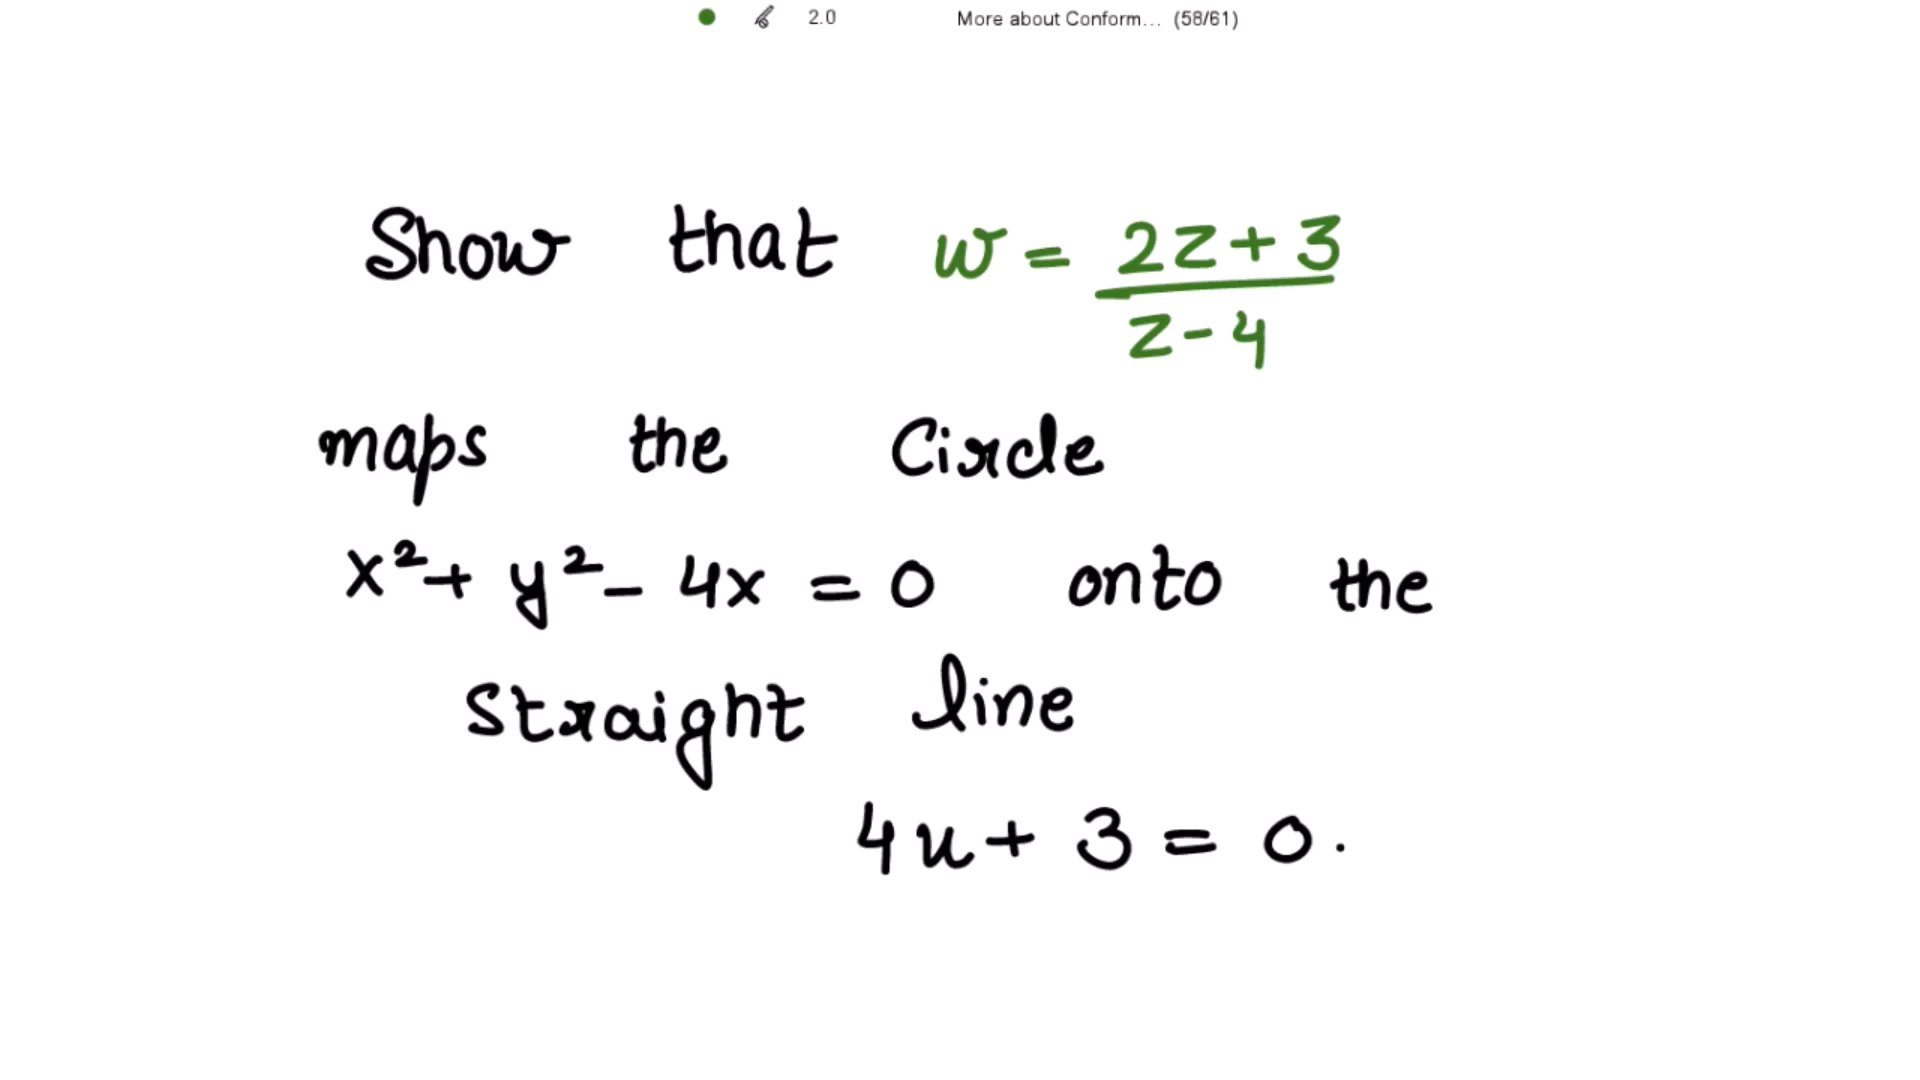 2.0 More about Conform... (58/61)
Show that w = 2z+3
z-4
maps the Circle
x²+ y²- 4x = 0 onto the
straight line
4u + 3 = 0.